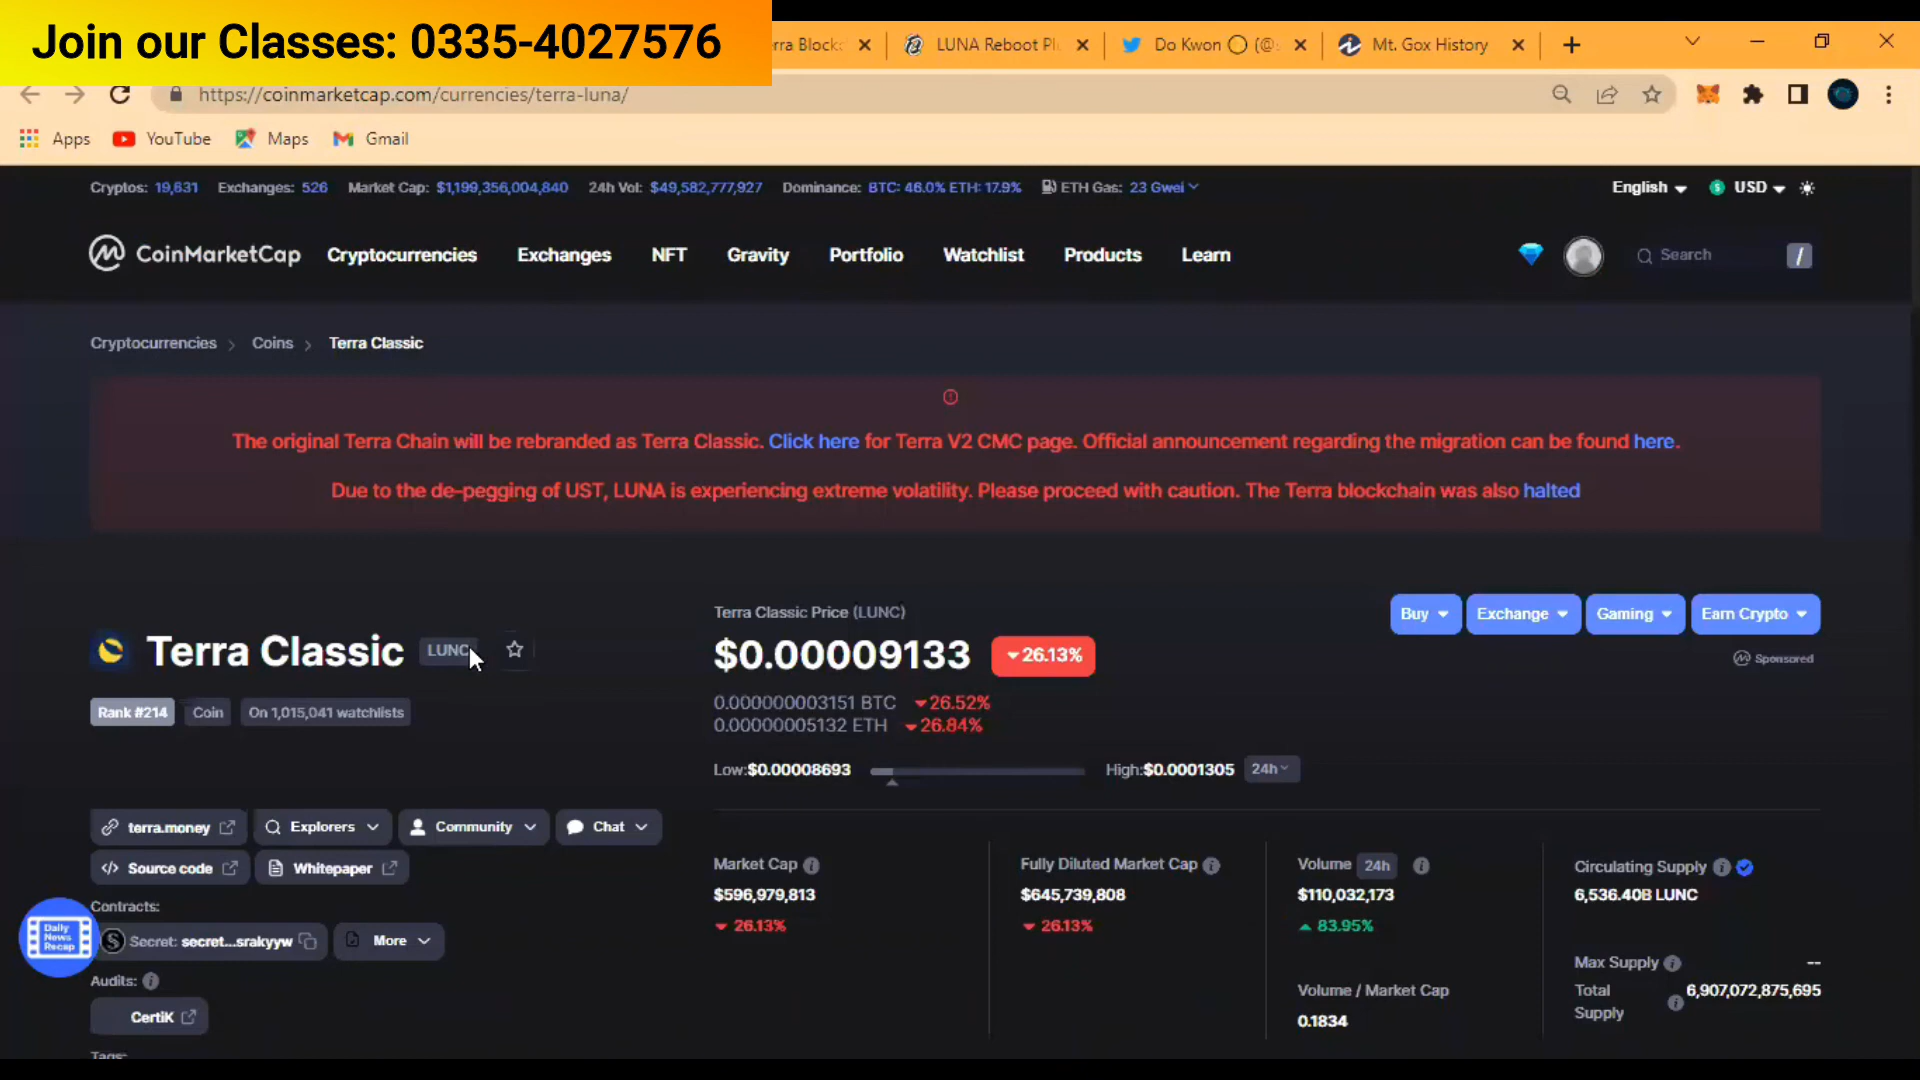 Join our Classes: 0335-4027576
rra Block
LUNA Reboot Pl
Do Kwon
Mt. Gox History
https://coinmarketcap.com/currencies/terra-luna/
Apps YouTube Maps Gmail
Cryptos: 19,631 Exchanges: 526 Market Cap: $1,199,356,004,840 24h Vol: $49,582,777,927 Dominance: BTC: 46.0% ETH: 17.9% ETH Gas: 23 Gwei
English USD
CoinMarketCap Cryptocurrencies Exchanges NFT Gravity Portfolio Watchlist Products Learn Search /
Cryptocurrencies > Coins > Terra Classic
The original Terra Chain will be rebranded as Terra Classic. Click here for Terra V2 CMC page. Official announcement regarding the migration can be found here.
Due to the de-pegging of UST, LUNA is experiencing extreme volatility. Please proceed with caution. The Terra blockchain was also halted
Terra Classic LUNC
Rank #214 Coin On 1,015,041 watchlists
Terra Classic Price (LUNC)
$0.00009133 26.13%
0.000000003151 BTC 26.52%
0.00000005132 ETH 26.84%
Low:$0.00008693 High:$0.0001305 24h
Buy Exchange Gaming Earn Crypto
Sponsored
terra.money Explorers Community Chat
Source code Whitepaper
Contracts:
Secret: secret...srakyyw More
Audits:
CertiK
Tags:
Daily
News
Recap
Market Cap
$596,979,813
26.13%
Fully Diluted Market Cap
$645,739,808
26.13%
Volume 24h
$110,032,173
83.95%
Volume / Market Cap
0.1834
Circulating Supply
6,536.40B LUNC
Max Supply --
Total Supply 6,907,072,875,695